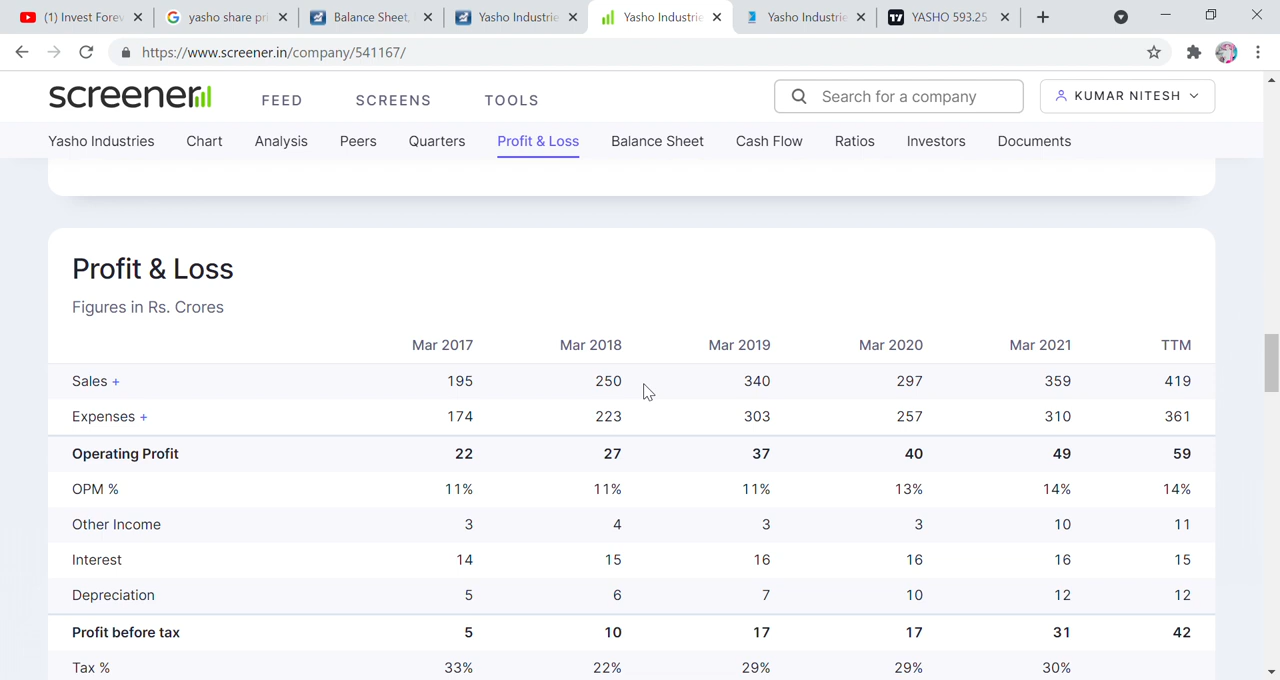 (1) Invest Forev
yasho share pri
Balance Sheet,
Yasho Industrie
Yasho Industrie
Yasho Industrie
YASHO 593.25
https://www.screener.in/company/541167/
screener
FEED
SCREENS
TOOLS
Search for a company
KUMAR NITESH
Yasho Industries
Chart
Analysis
Peers
Quarters
Profit & Loss
Balance Sheet
Cash Flow
Ratios
Investors
Documents
Profit & Loss
Figures in Rs. Crores
Mar 2017 Mar 2018 Mar 2019 Mar 2020 Mar 2021 TTM
Sales + 195 250 340 297 359 419
Expenses + 174 223 303 257 310 361
Operating Profit 22 27 37 40 49 59
OPM % 11% 11% 11% 13% 14% 14%
Other Income 3 4 3 3 10 11
Interest 14 15 16 16 16 15
Depreciation 5 6 7 10 12 12
Profit before tax 5 10 17 17 31 42
Tax % 33% 22% 29% 29% 30%